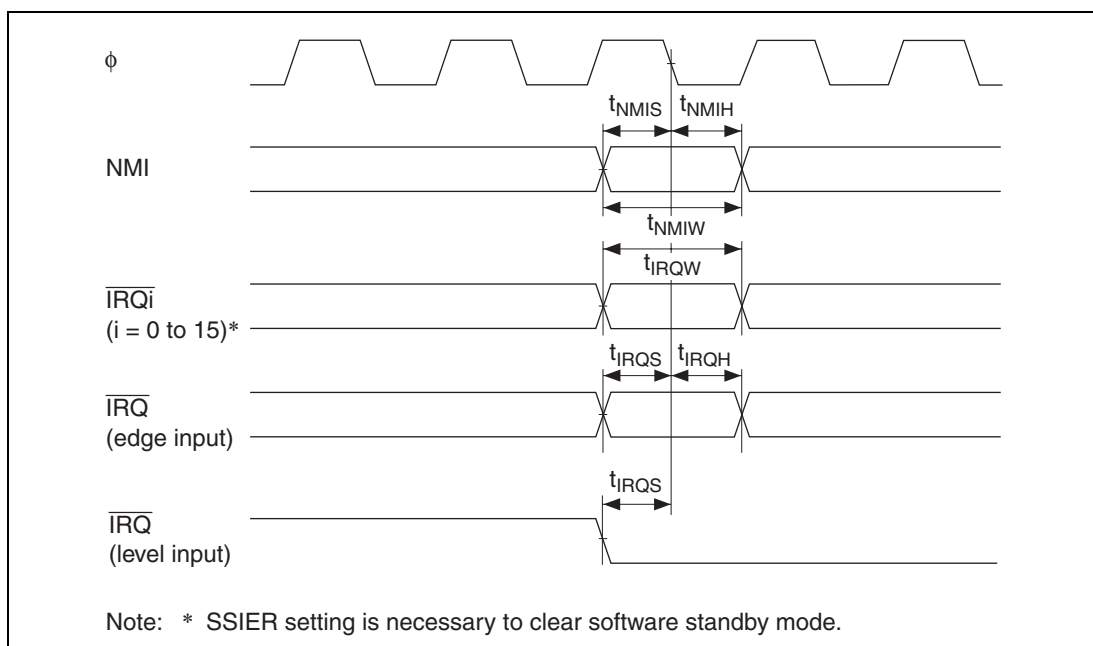 ϕ
tNMIS tNMIH
NMI
tNMIW
tIRQW
IRQi
(i = 0 to 15)*
tIRQS tIRQH
IRQ
(edge input)
tIRQS
IRQ
(level input)
Note: * SSIER setting is necessary to clear software standby mode.